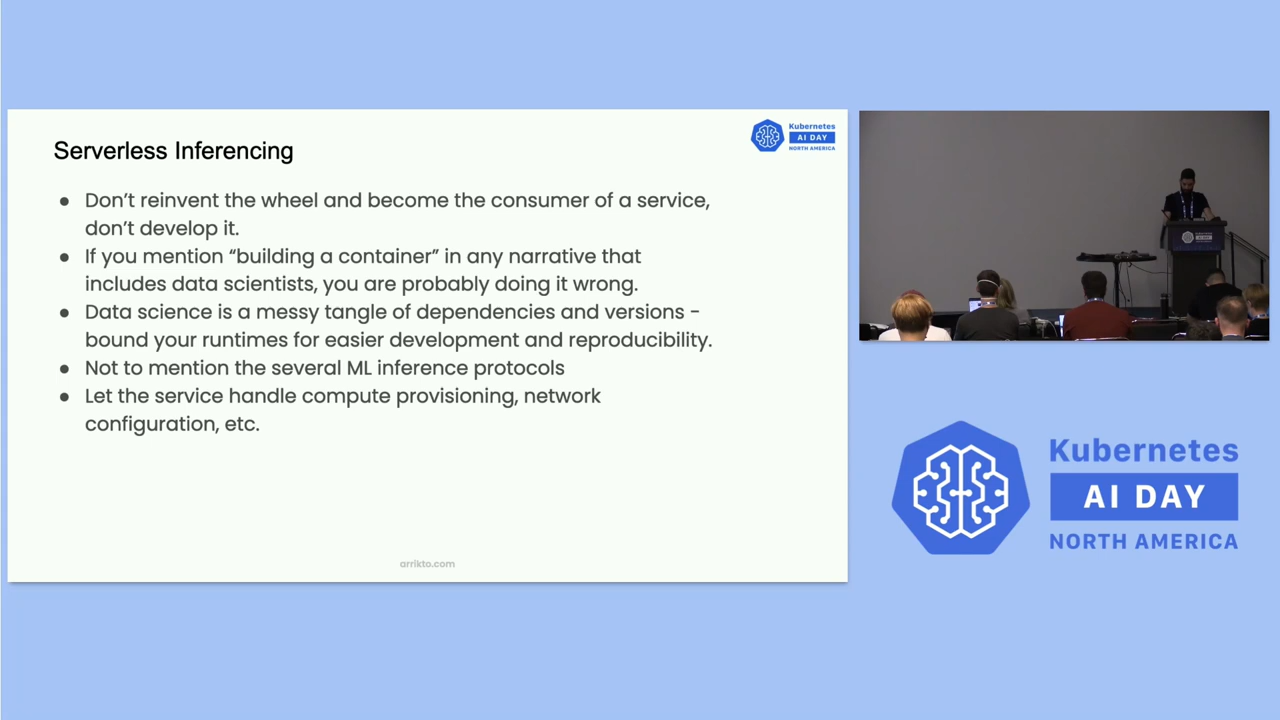 Serverless Inferencing
Kubernetes
AI DAY
NORTH AMERICA
● Don’t reinvent the wheel and become the consumer of a service,
don’t develop it.
● If you mention “building a container” in any narrative that
includes data scientists, you are probably doing it wrong.
● Data science is a messy tangle of dependencies and versions -
bound your runtimes for easier development and reproducibility.
● Not to mention the several ML inference protocols
● Let the service handle compute provisioning, network
configuration, etc.
arrikto.com
Kubernetes
AI DAY
NORTH AMERICA